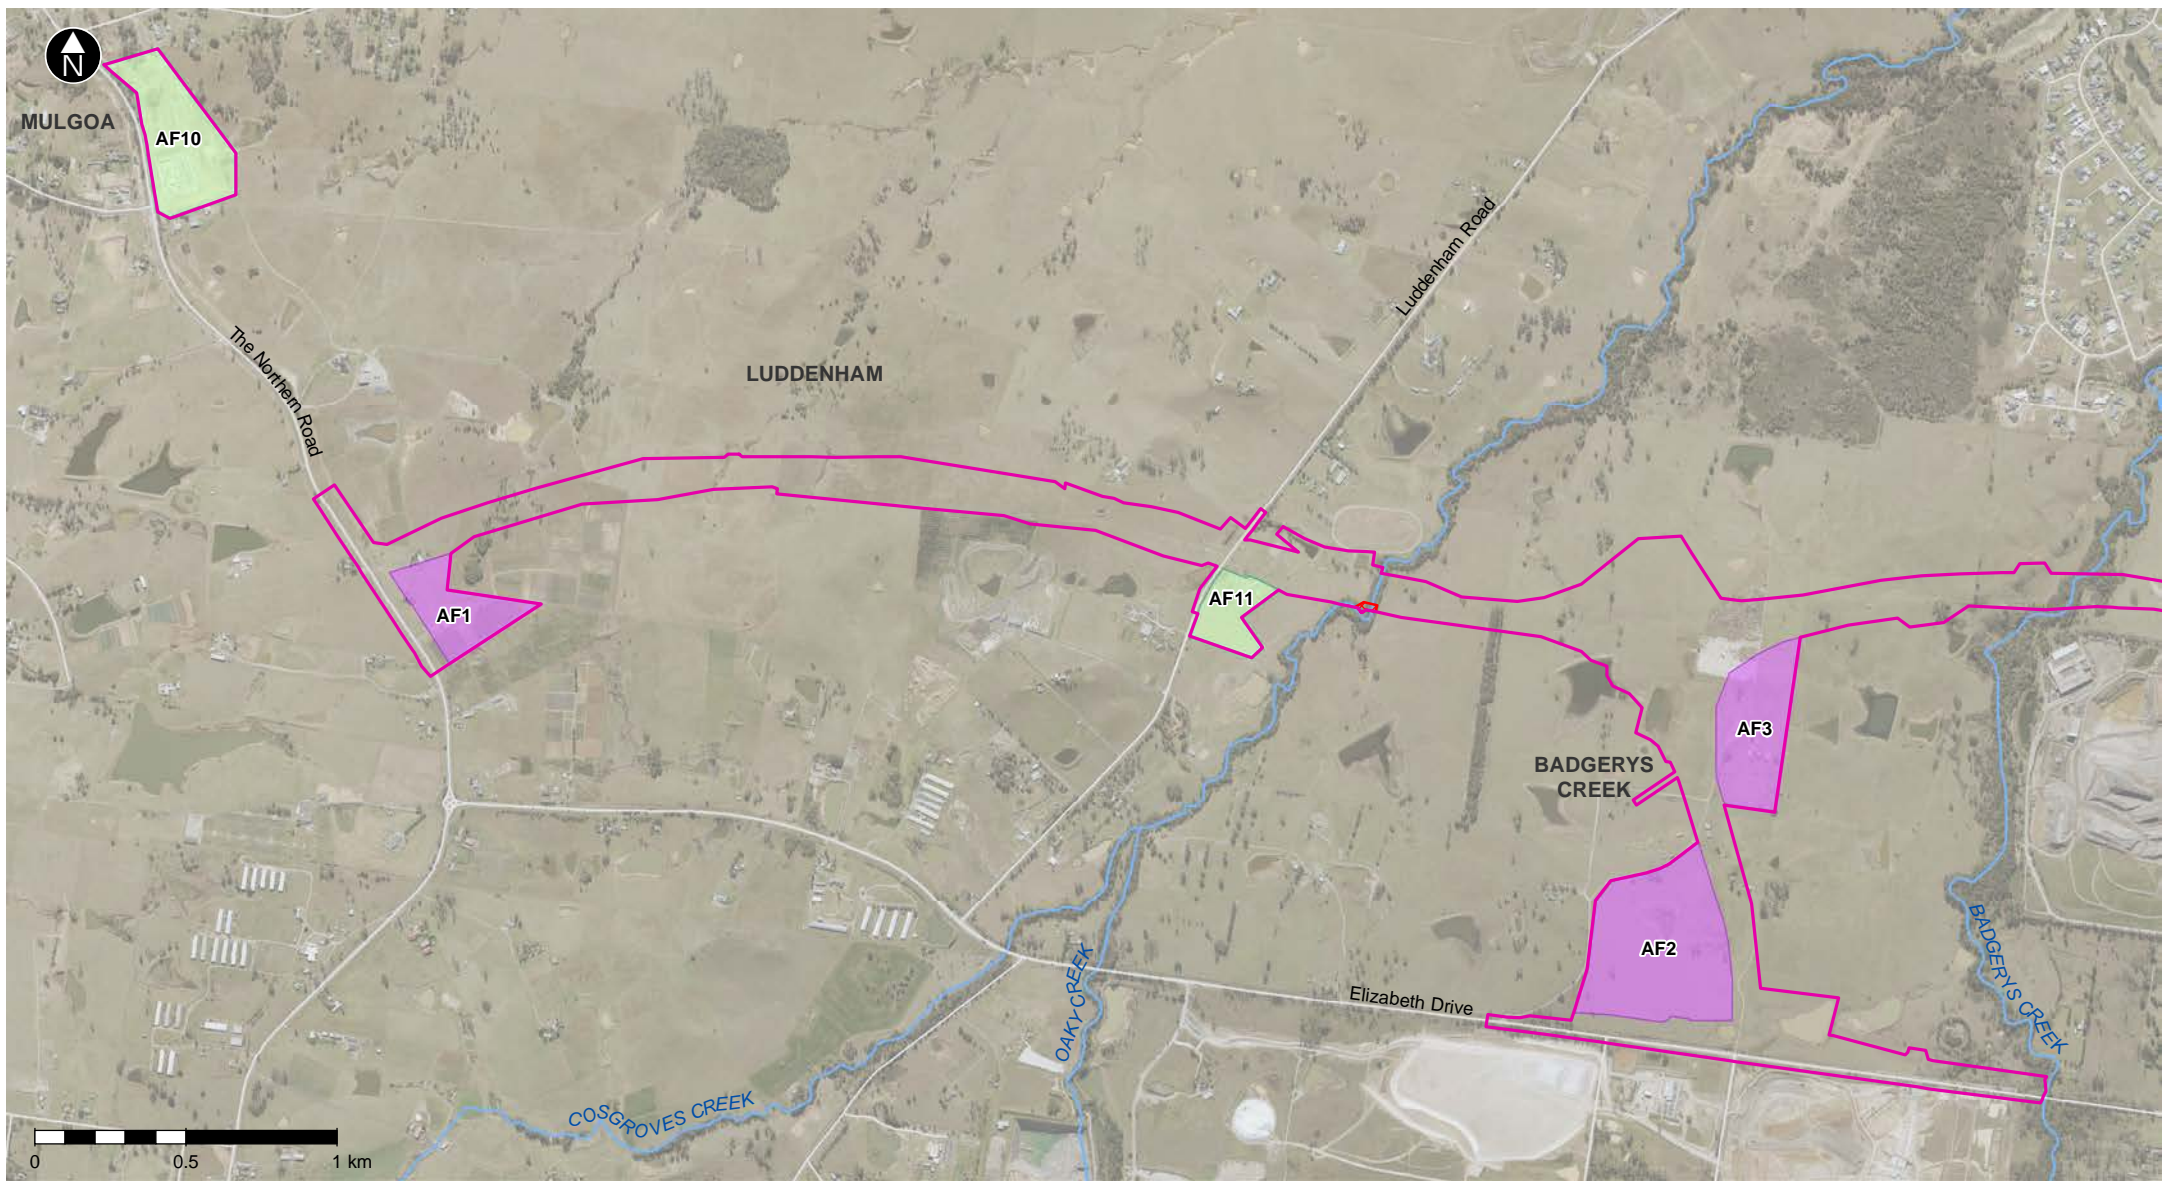 N
MULGOA
AF10
Luddenham Road
The Northern Road
LUDDENHAM
AF11
AF1
AF3
BADGERYS
CREEK
AF2
BADGERYS CREEK
Elizabeth Drive
OAKY CREEK
COSGROVES CREEK
0 0.5 1 km